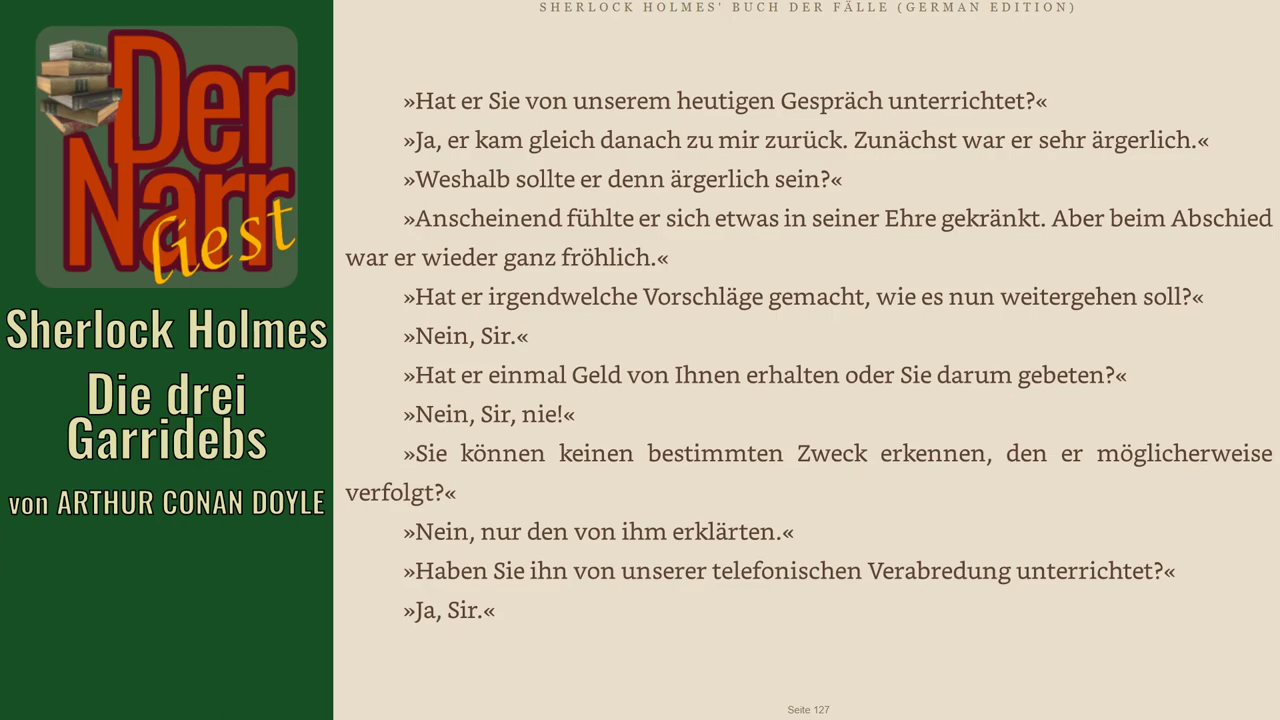 Der
Narr
liest
Sherlock Holmes
Die drei
Garridebs
von ARTHUR CONAN DOYLE
SHERLOCK HOLMES' BUCH DER FÄLLE (GERMAN EDITION)
»Hat er Sie von unserem heutigen Gespräch unterrichtet?«
»Ja, er kam gleich danach zu mir zurück. Zunächst war er sehr ärgerlich.«
»Weshalb sollte er denn ärgerlich sein?«
»Anscheinend fühlte er sich etwas in seiner Ehre gekränkt. Aber beim Abschied
war er wieder ganz fröhlich.«
»Hat er irgendwelche Vorschläge gemacht, wie es nun weitergehen soll?«
»Nein, Sir.«
»Hat er einmal Geld von Ihnen erhalten oder Sie darum gebeten?«
»Nein, Sir, nie!«
»Sie können keinen bestimmten Zweck erkennen, den er möglicherweise
verfolgt?«
»Nein, nur den von ihm erklärten.«
»Haben Sie ihn von unserer telefonischen Verabredung unterrichtet?«
»Ja, Sir.«
Seite 127